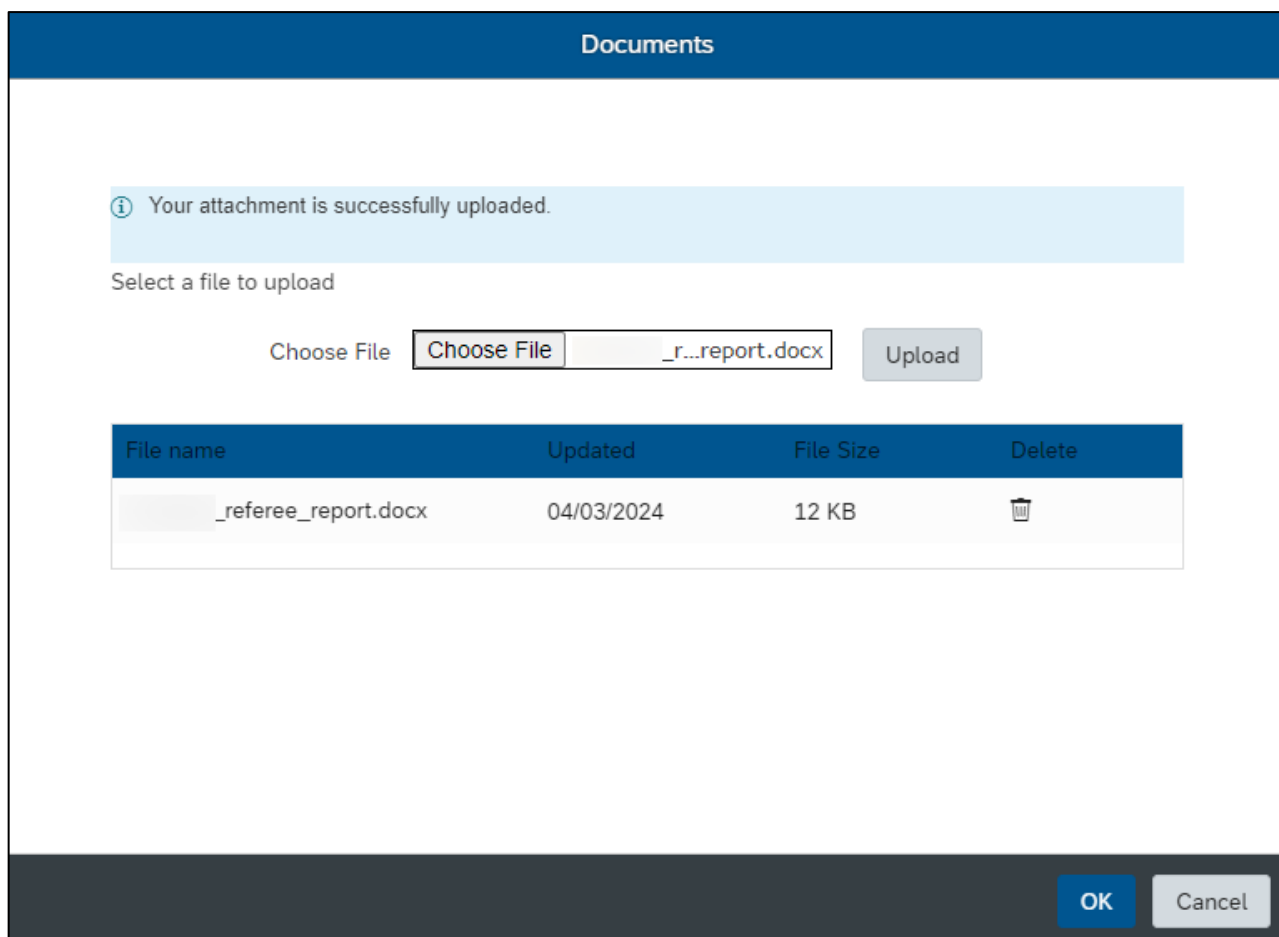 Documents
Your attachment is successfully uploaded.
Select a file to upload
Choose File Choose File _r...report.docx Upload
File name Updated File Size Delete
_referee_report.docx 04/03/2024 12 KB
OK Cancel